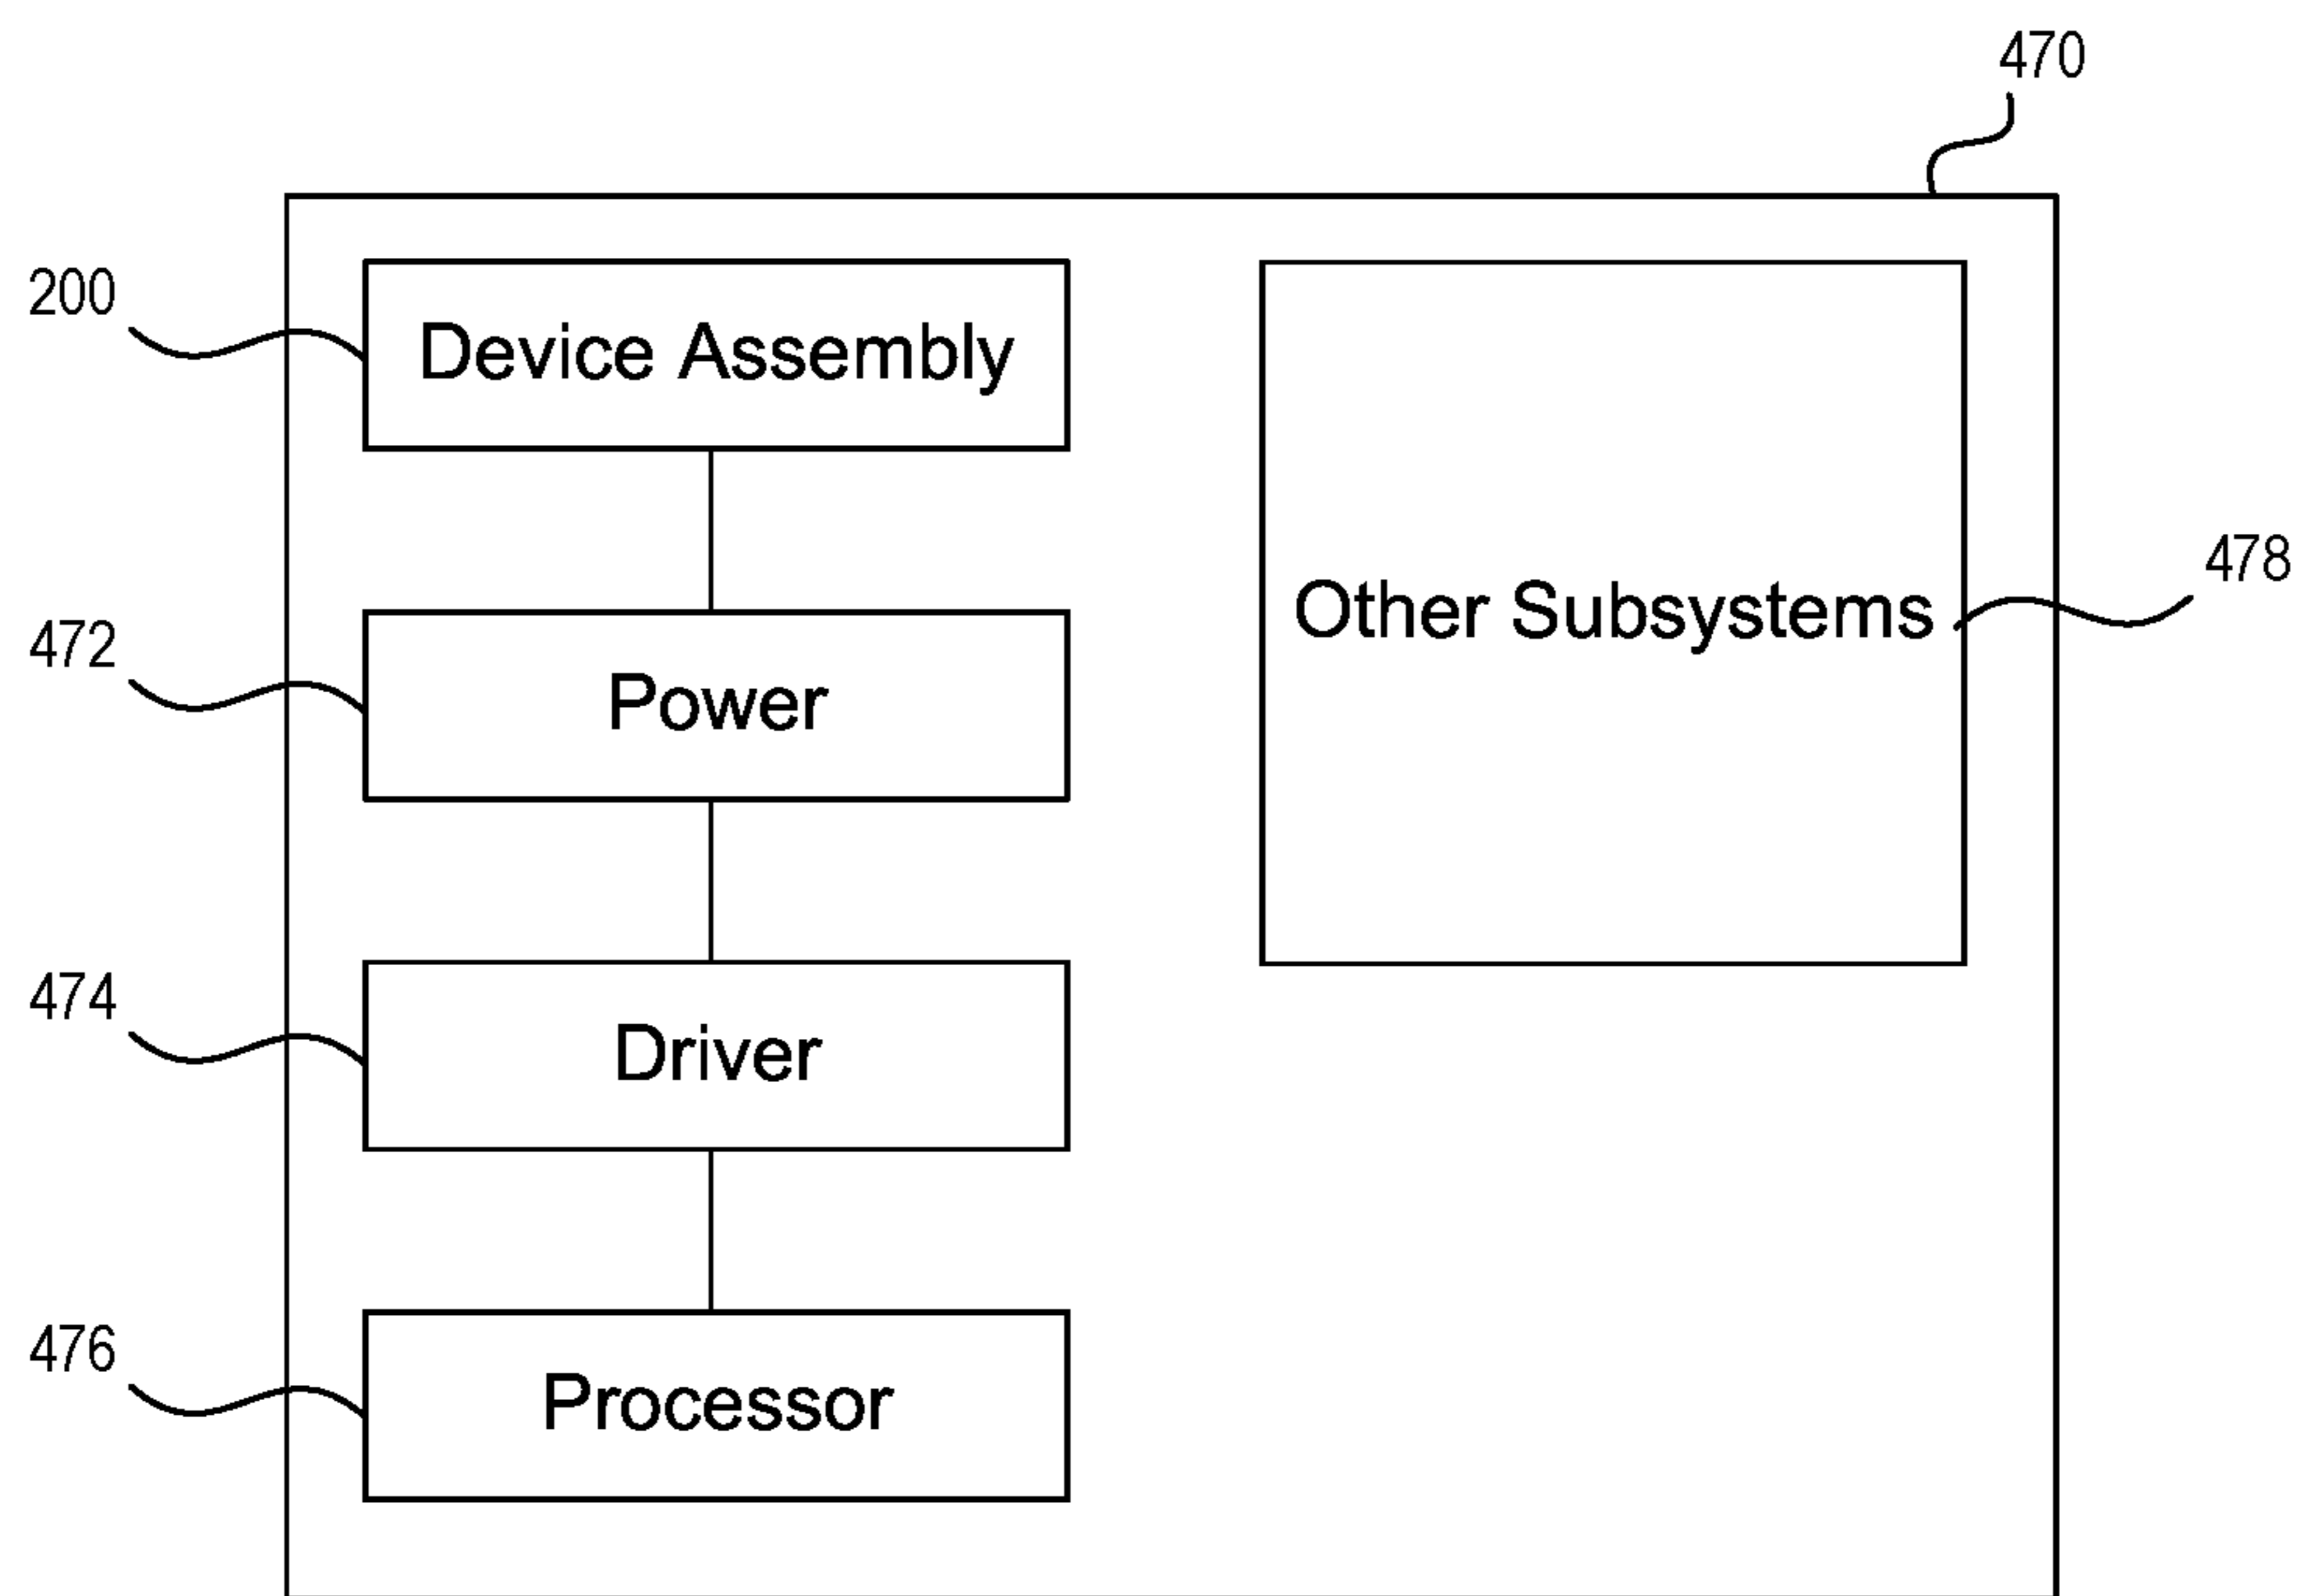 470
200
Device Assembly
478
Other Subsystems
472
Power
474
Driver
476
Processor